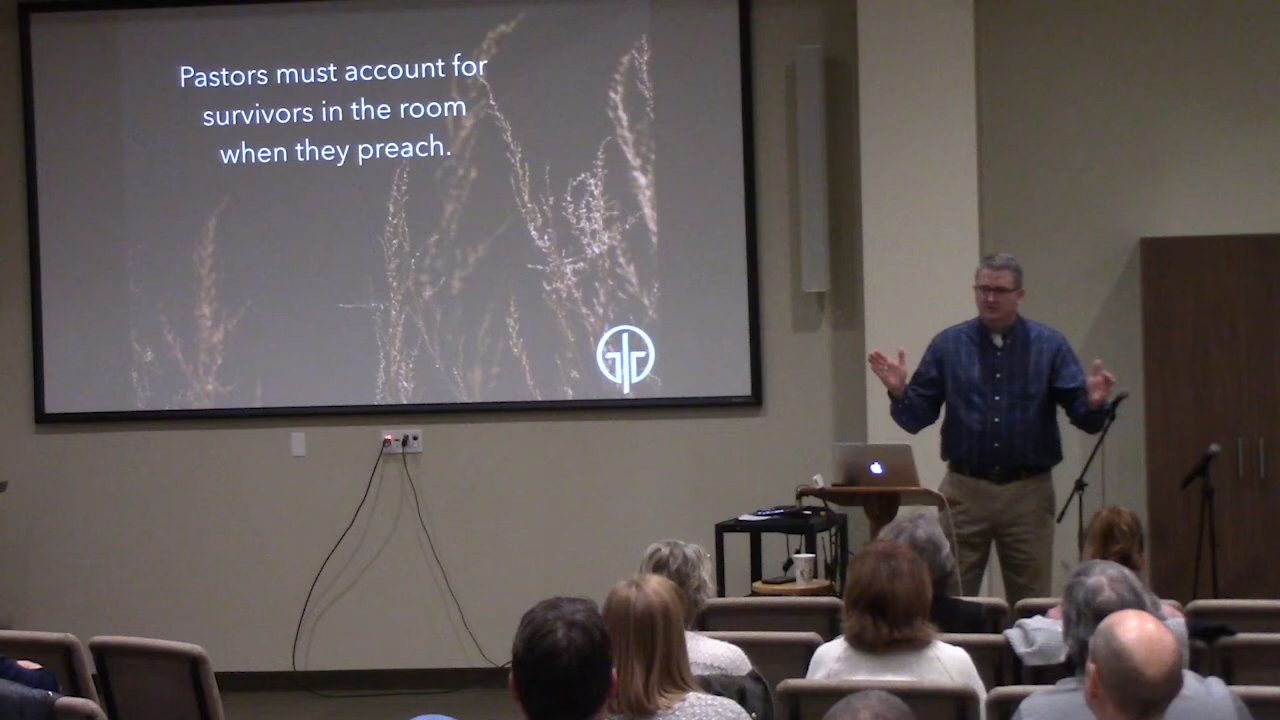 Pastors must account for
survivors in the room
when they preach.